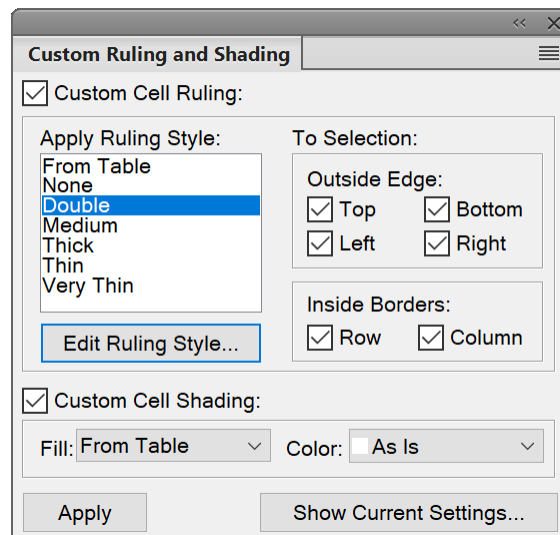 Custom Ruling and Shading
Custom Cell Ruling:
Apply Ruling Style:
From Table
None
Double
Medium
Thick
Thin
Very Thin
Edit Ruling Style...
To Selection:
Outside Edge:
Top Bottom
Left Right
Inside Borders:
Row Column
Custom Cell Shading:
Fill: From Table Color: As Is
Apply Show Current Settings...